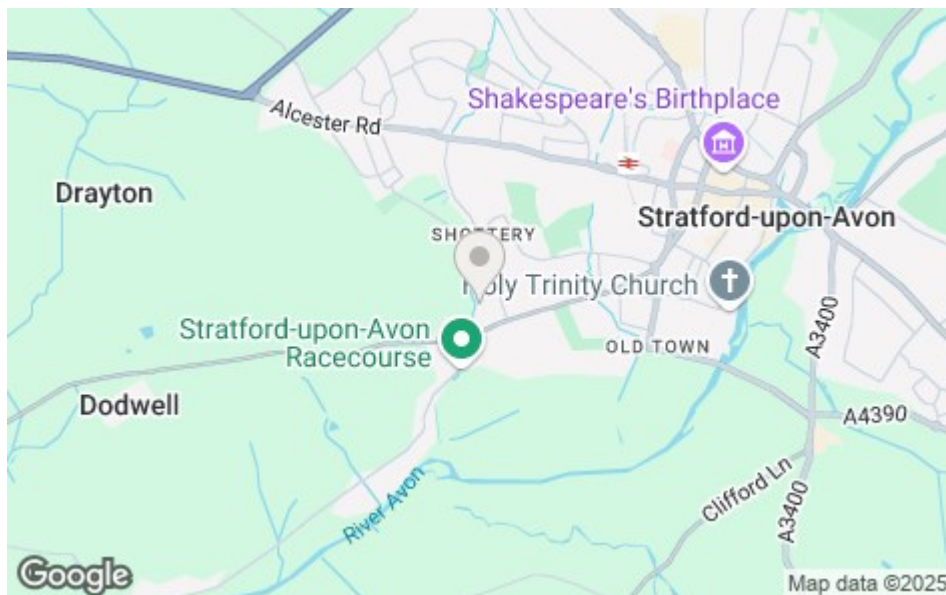 Alcester Rd
Shakespeare's Birthplace
Drayton
Stratford-upon-Avon
SHOTTERY
Holy Trinity Church
Stratford-upon-Avon
Racecourse
OLD TOWN
A3400
Dodwell
A4390
River Avon
Clifford Ln
A3400
Google
Map data ©2025